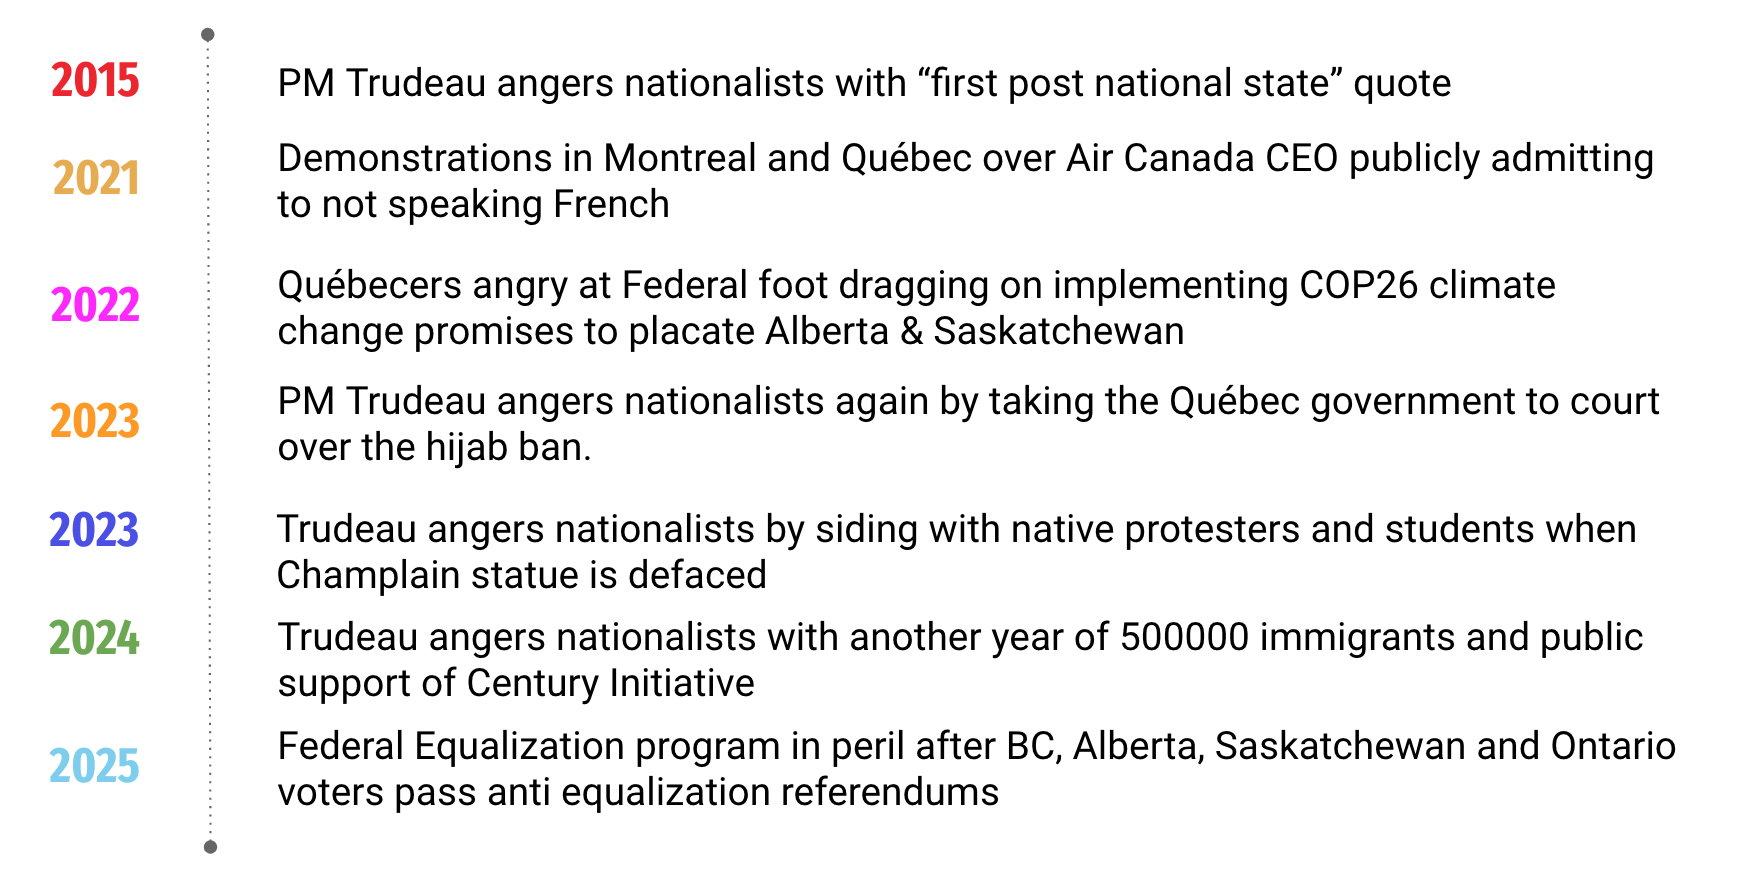 2015
PM Trudeau angers nationalists with “first post national state” quote
2021
Demonstrations in Montreal and Québec over Air Canada CEO publicly admitting
to not speaking French
2022
Québecers angry at Federal foot dragging on implementing COP26 climate
change promises to placate Alberta & Saskatchewan
2023
PM Trudeau angers nationalists again by taking the Québec government to court
over the hijab ban.
2023
Trudeau angers nationalists by siding with native protesters and students when
Champlain statue is defaced
2024
Trudeau angers nationalists with another year of 500000 immigrants and public
support of Century Initiative
2025
Federal Equalization program in peril after BC, Alberta, Saskatchewan and Ontario
voters pass anti equalization referendums